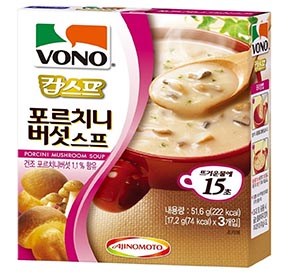 VONO
컵스프
포르치니
버섯스프
PORCINI MUSHROOM SOUP
건조 포르치니버섯 1.1% 함유
뜨거운 물에
15초
내용량 : 51.6 g (222 kcal)
[17.2 g (74 kcal) x 3개입]
AJINOMOTO